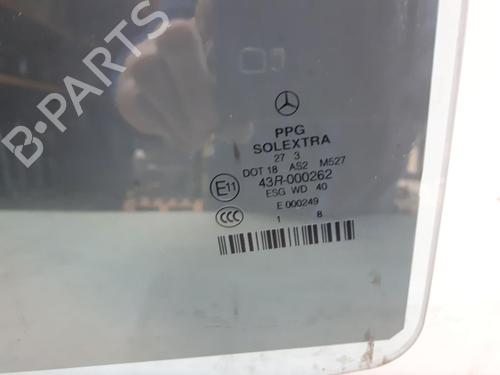 PPG
SOLEXTRA
27 3
DOT 18 AS2 M527
E11 43R-000262
ESG WD 40
CCC E 000249
1 8
B-PARTS